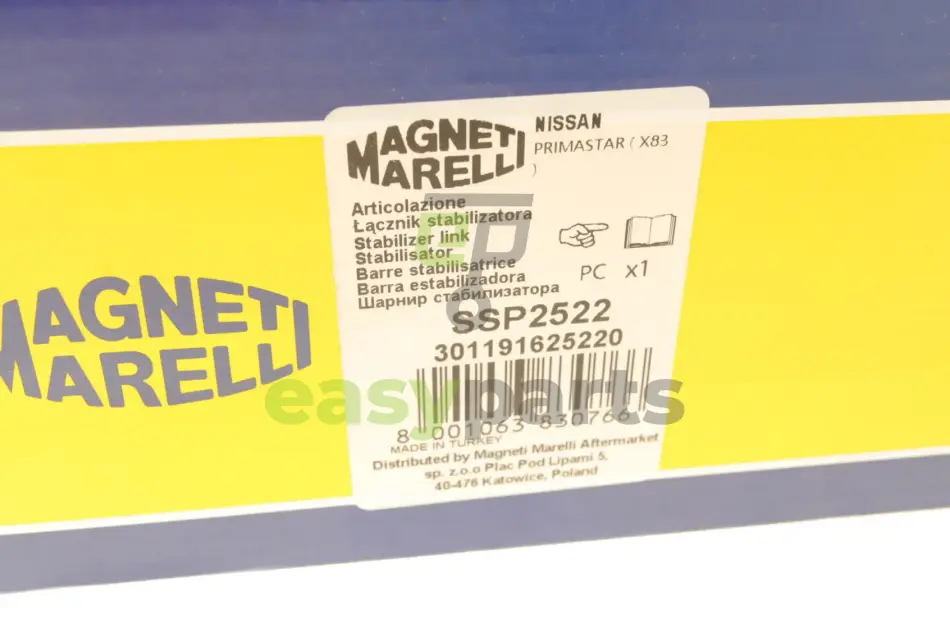 MAGNETI
MARELLI
NISSAN
PRIMASTAR ( X83
)
Articolazione
Łącznik stabilizatora
Stabilizer link
Stabilisator
Barre stabilisatrice
Barra estabilizadora
Шарнир стабилизатора
PC x1
SSP2522
301191625220
8 001063 830766
MADE IN TURKEY
Distributed by Magneti Marelli Aftermarket
sp. z.o.o Plac Pod Lipami 5,
40-476 Katowice, Poland
MAGNETI
MARELLI
EP
easyparts